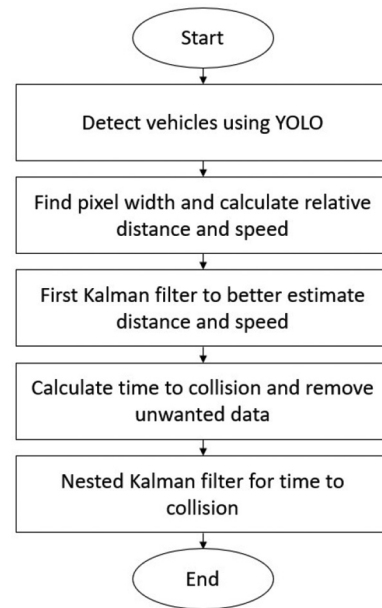 Start
Detect vehicles using YOLO
Find pixel width and calculate relative
distance and speed
First Kalman filter to better estimate
distance and speed
Calculate time to collision and remove
unwanted data
Nested Kalman filter for time to
collision
End